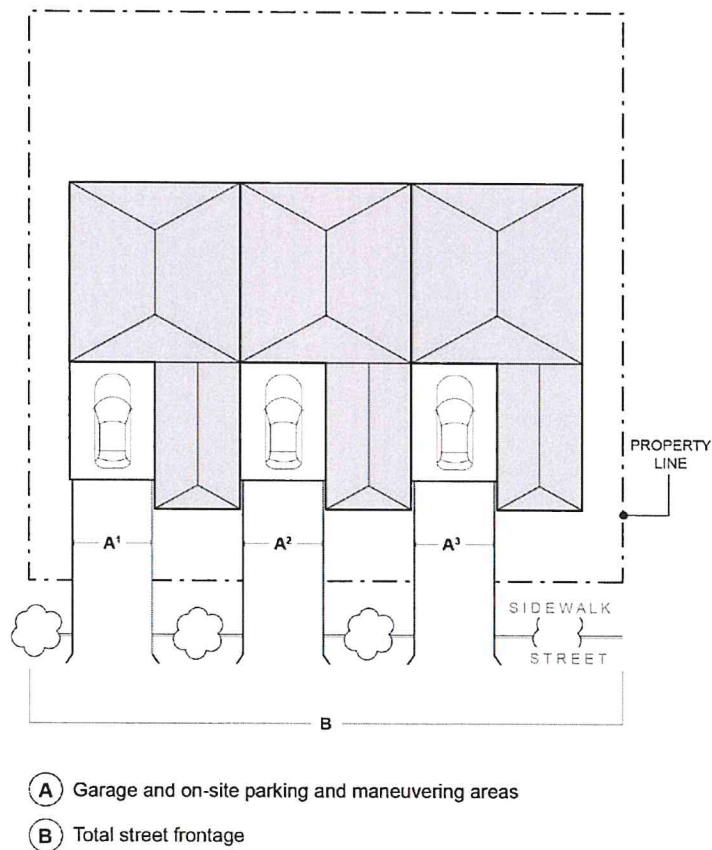 PROPERTY
LINE
A¹
A²
A³
SIDEWALK
STREET
B
A Garage and on-site parking and maneuvering areas
B Total street frontage